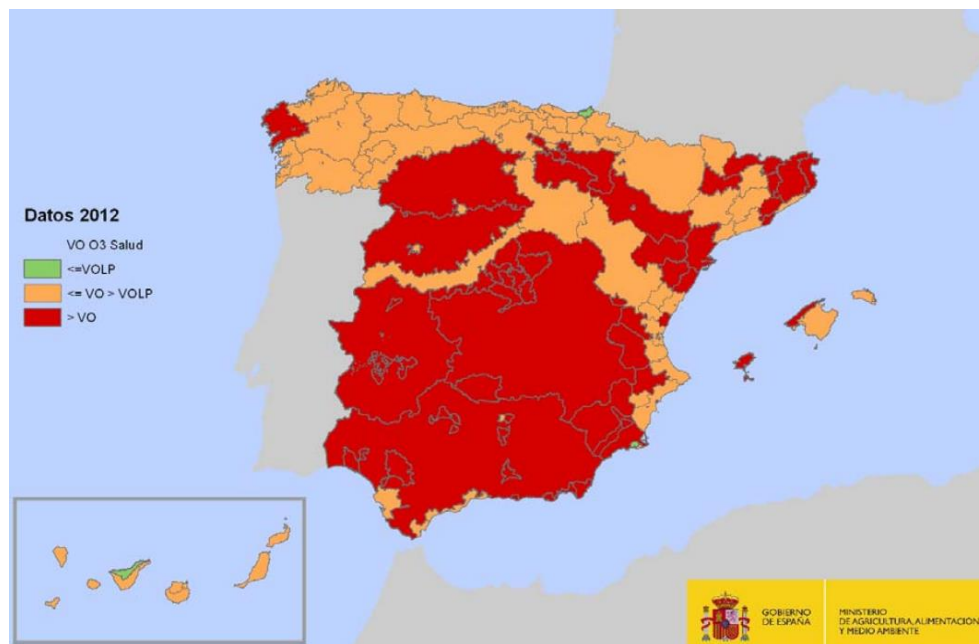 Datos 2012
VO O3 Salud
<=VOLP
<= VO > VOLP
> VO
GOBIERNO
DE ESPAÑA
MINISTERIO
DE AGRICULTURA, ALIMENTACIÓN
Y MEDIO AMBIENTE